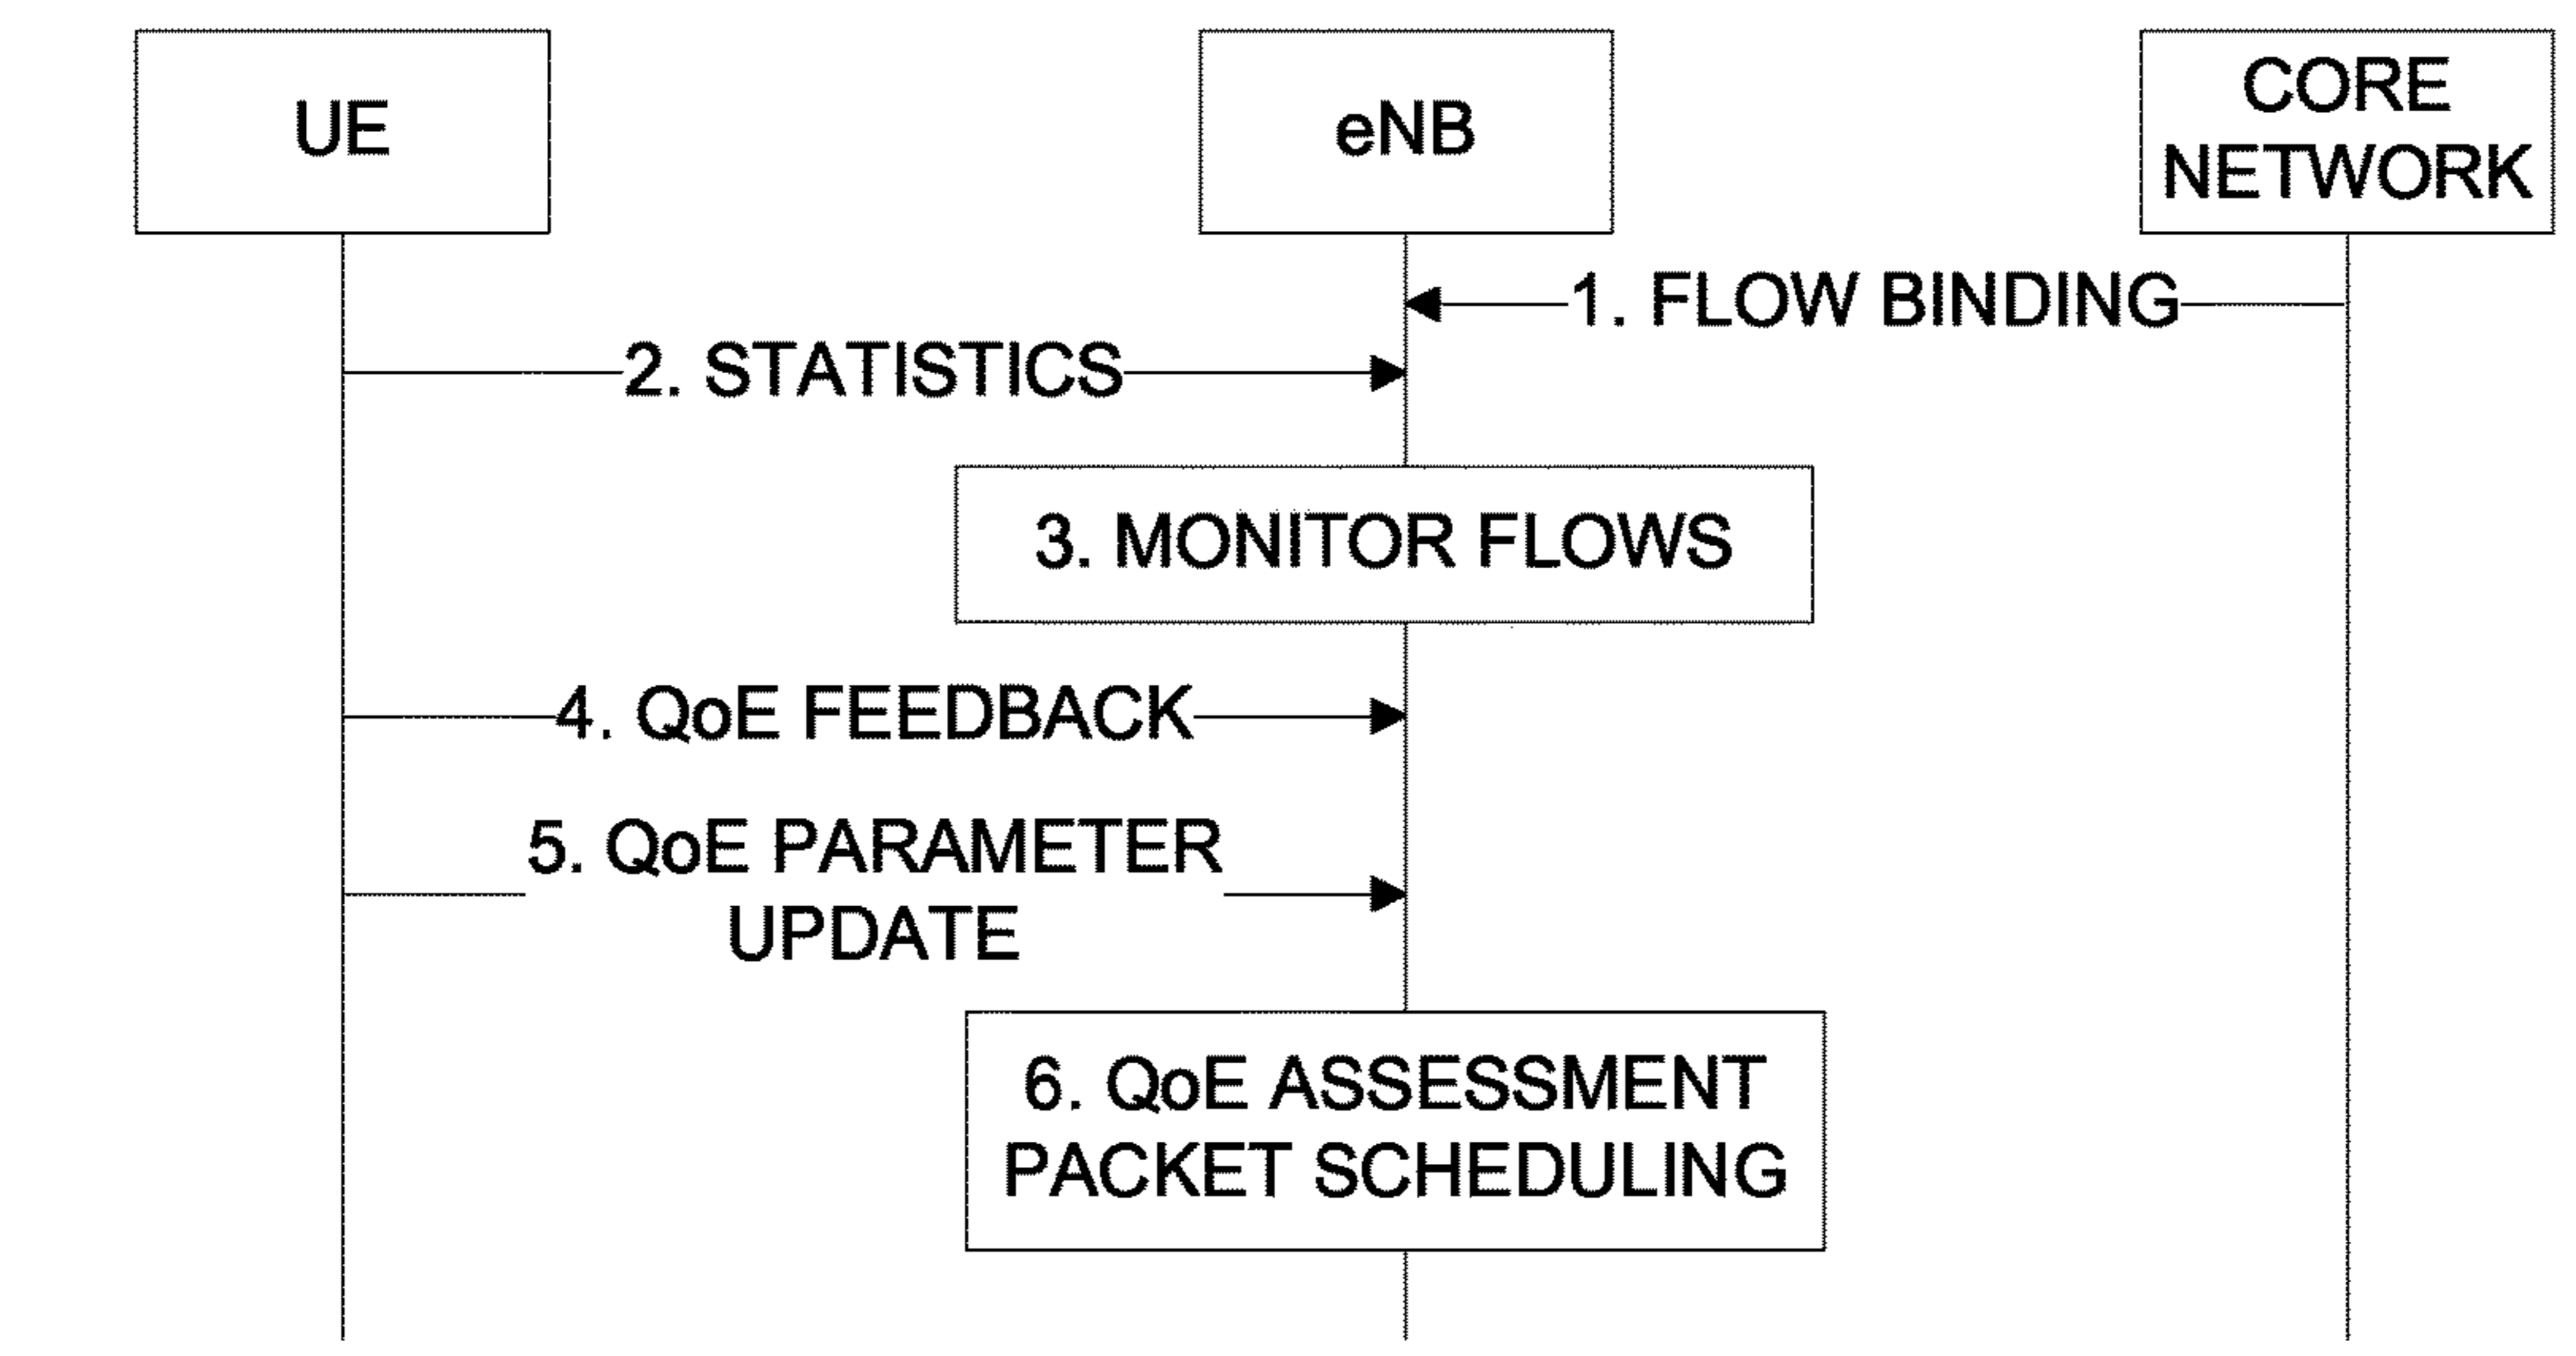 UE
eNB
CORE
NETWORK
1. FLOW BINDING
2. STATISTICS
3. MONITOR FLOWS
4. QoE FEEDBACK
5. QoE PARAMETER
UPDATE
6. QoE ASSESSMENT
PACKET SCHEDULING